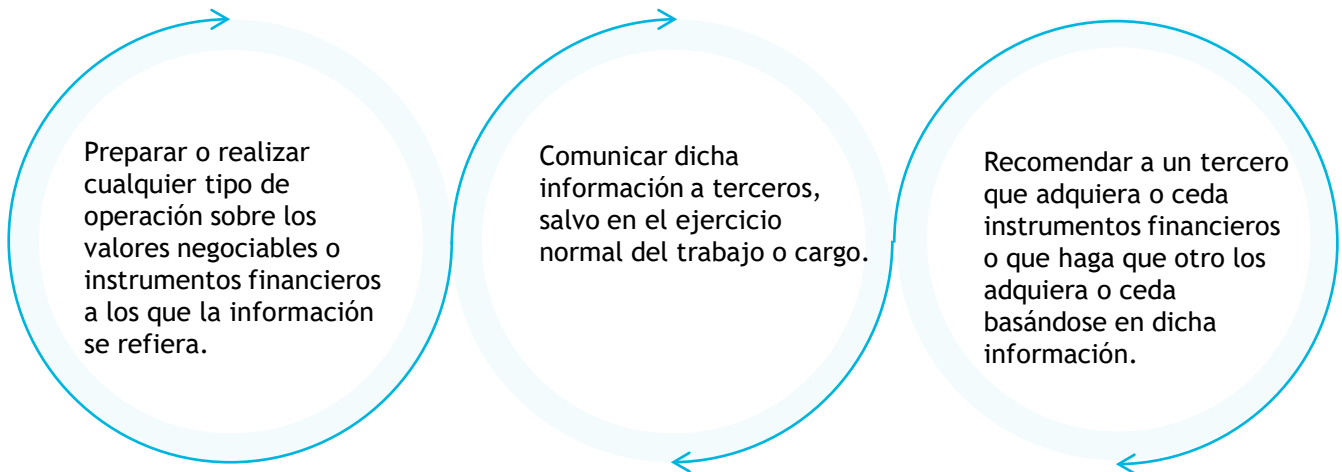 Preparar o realizar
cualquier tipo de
operación sobre los
valores negociables o
instrumentos financieros
a los que la información
se refiera.
Comunicar dicha
información a terceros,
salvo en el ejercicio
normal del trabajo o cargo.
Recomendar a un tercero
que adquiera o ceda
instrumentos financieros
o que haga que otro los
adquiera o ceda
basándose en dicha
información.